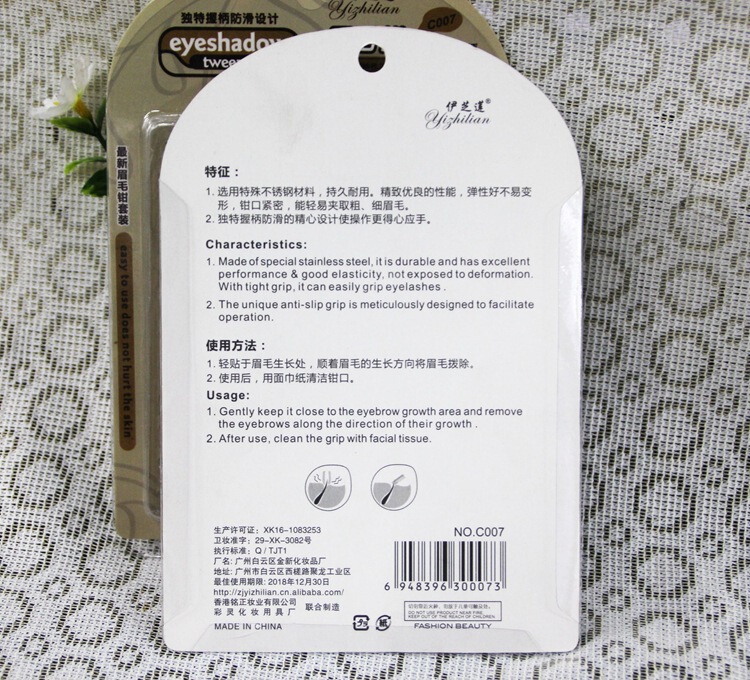 独特握柄防滑设计
eyeshadow
Yizhilian
C007
最新眉毛钳套装
easy to use does not hurt the skin
伊芝蓮®
Yizhilian
特征：
1. 选用特殊不锈钢材料，持久耐用。精致优良的性能，弹性好不易变
形，钳口紧密，能轻易夹取粗、细眉毛。
2. 独特握柄防滑的精心设计使操作更得心应手。
Characteristics:
1. Made of special stainless steel, it is durable and has excellent
performance & good elasticity, not exposed to deformation.
With tight grip, it can easily grip eyelashes .
2. The unique anti-slip grip is meticulously designed to facilitate
operation.
使用方法：
1. 轻贴于眉毛生长处，顺着眉毛的生长方向将眉毛拨除。
2. 使用后，用面巾纸清洁钳口。
Usage:
1. Gently keep it close to the eyebrow growth area and remove
the eyebrows along the direction of their growth .
2. After use, clean the grip with facial tissue.
生产许可证：XK16-1083253
卫妆准字：29-XK-3082号
执行标准：Q / TJT1
厂名：广州白云区金新化妆品厂
地址：广州市白云区西槎路聚龙工业区
最佳使用期限：2018年12月30日
http://zjyizhilian.cn.alibaba.com
香港铭正妆业有限公司
彩灵化妆用具厂
联合制造
MADE IN CHINA
NO.C007
6 948396 300073
DO NOT USE PRODUCT NEAR FIRE.
KEEP OUT OF THE REACH OF CHILDREN.
FASHION BEAUTY